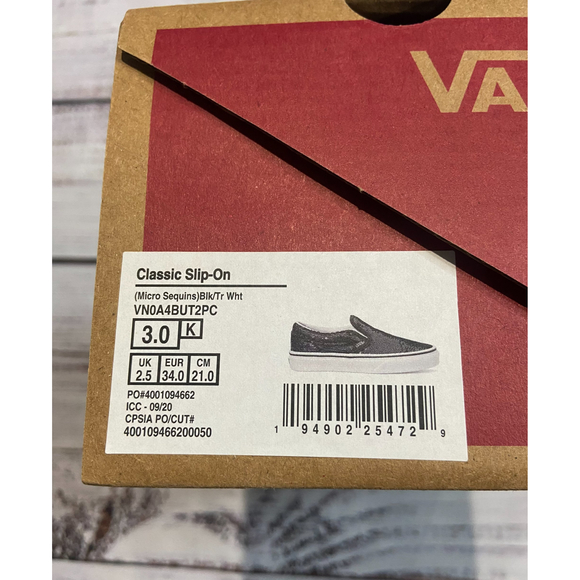 VA
Classic Slip-On
(Micro Sequins)Blk/Tr Wht
VN0A4BUT2PC
3.0 K
UK EUR CM
2.5 34.0 21.0
PO#4001094662
ICC - 09/20
CPSIA PO/CUT#
400109466200050
1 94902 25472 9